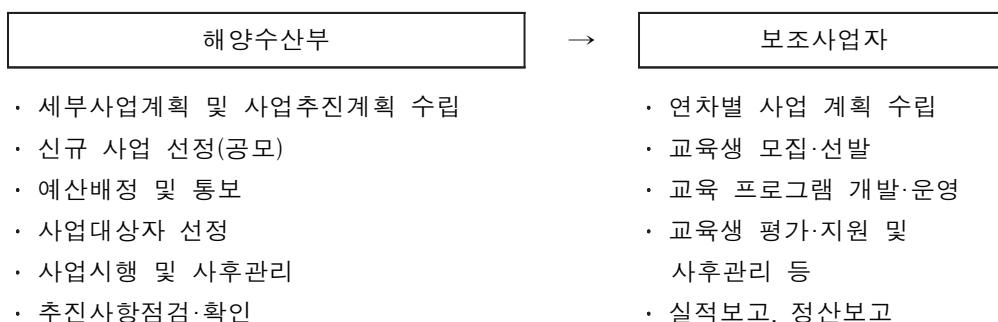 해양수산부 → 보조사업자
· 세부사업계획 및 사업추진계획 수립
· 신규 사업 선정(공모)
· 예산배정 및 통보
· 사업대상자 선정
· 사업시행 및 사후관리
· 추진사항점검·확인
· 연차별 사업 계획 수립
· 교육생 모집·선발
· 교육 프로그램 개발·운영
· 교육생 평가·지원 및
사후관리 등
· 실적보고, 정산보고